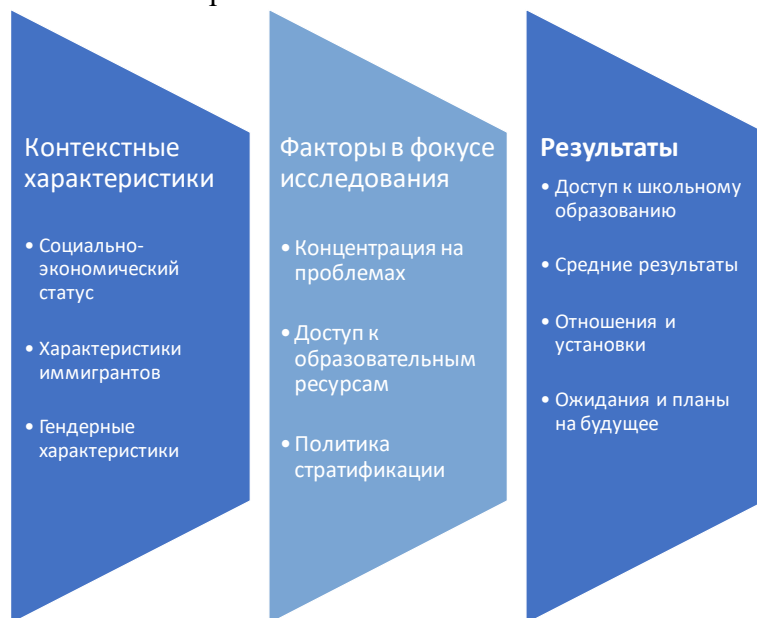 Контекстные
характеристики
• Социально-
экономический
статус
• Характеристики
иммигрантов
• Гендерные
характеристики
Факторы в фокусе
исследования
• Концентрация на
проблемах
• Доступ к
образовательным
ресурсам
• Политика
стратификации
Результаты
• Доступ к школьному
образованию
• Средние результаты
• Отношения и
установки
• Ожидания и планы
на будущее